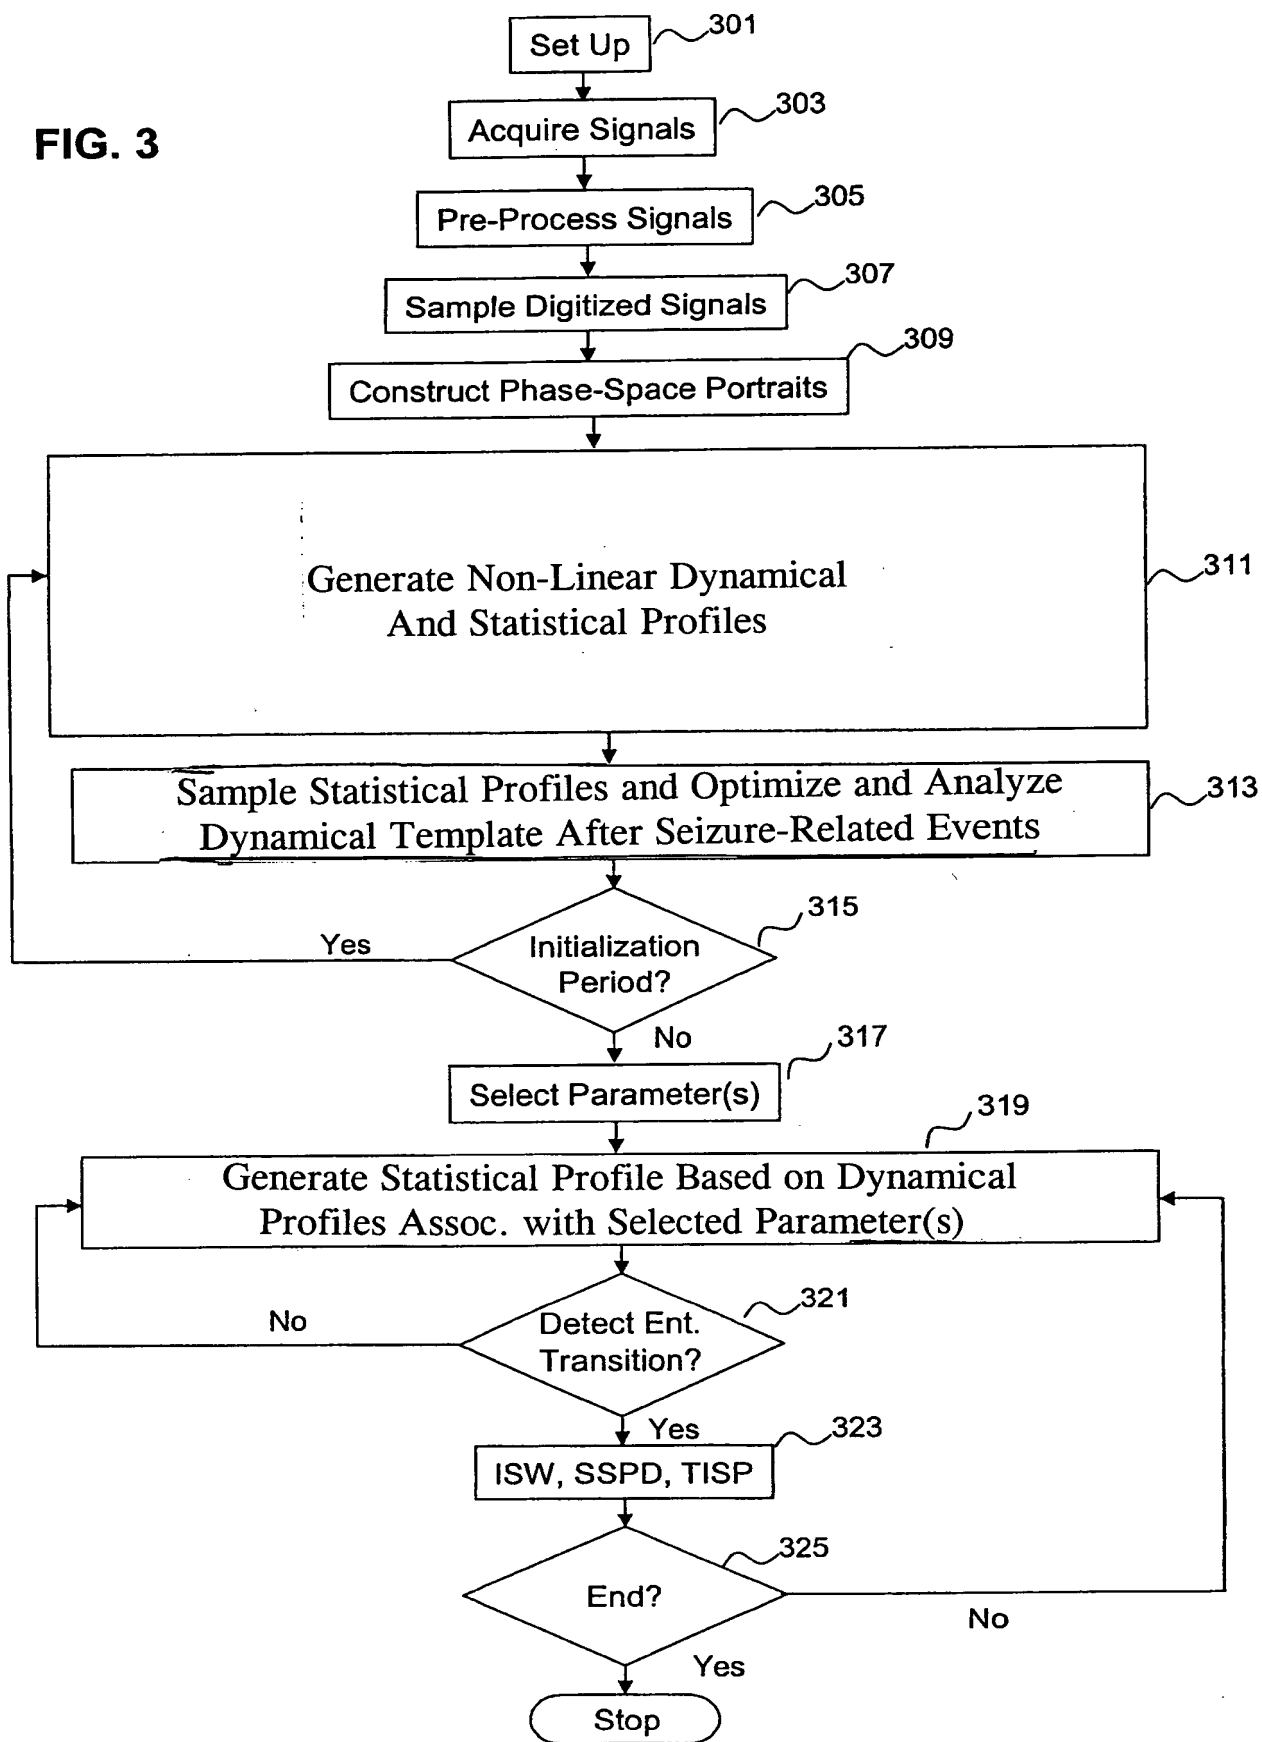 FIG. 3
Set Up
301
Acquire Signals
303
Pre-Process Signals
305
Sample Digitized Signals
307
Construct Phase-Space Portraits
309
Generate Non-Linear Dynamical
And Statistical Profiles
311
Sample Statistical Profiles and Optimize and Analyze
Dynamical Template After Seizure-Related Events
313
Initialization
Period?
315
Yes
No
Select Parameter(s)
317
Generate Statistical Profile Based on Dynamical
Profiles Assoc. with Selected Parameter(s)
319
Detect Ent.
Transition?
321
No
Yes
ISW, SSPD, TISP
323
End?
325
No
Yes
Stop